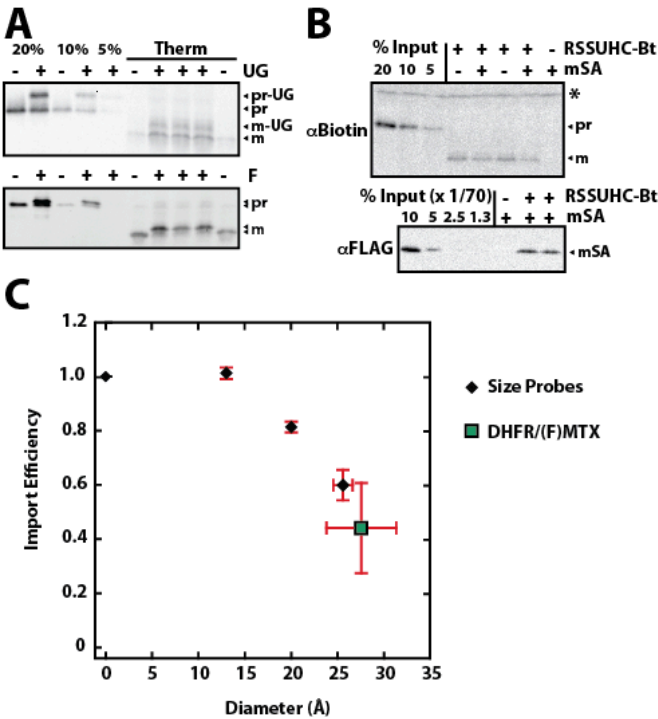 A
20% 10% 5% Therm
- + - + + - + + + - UG
pr-UG
pr
m-UG
m
- + - + + - + + + - F
pr
m
B
% Input + + + + - RSSUHC-Bt
20 10 5 - + - + + mSA
*
αBiotin
pr
m
% Input (x 1/70) - + + RSSUHC-Bt
10 5 2.5 1.3 + + + mSA
αFLAG
mSA
C
1.2
1.0
0.8
0.6
0.4
0.2
0
Import Efficiency
0 5 10 15 20 25 30 35
Diameter (Å)
Size Probes
DHFR/(F)MTX